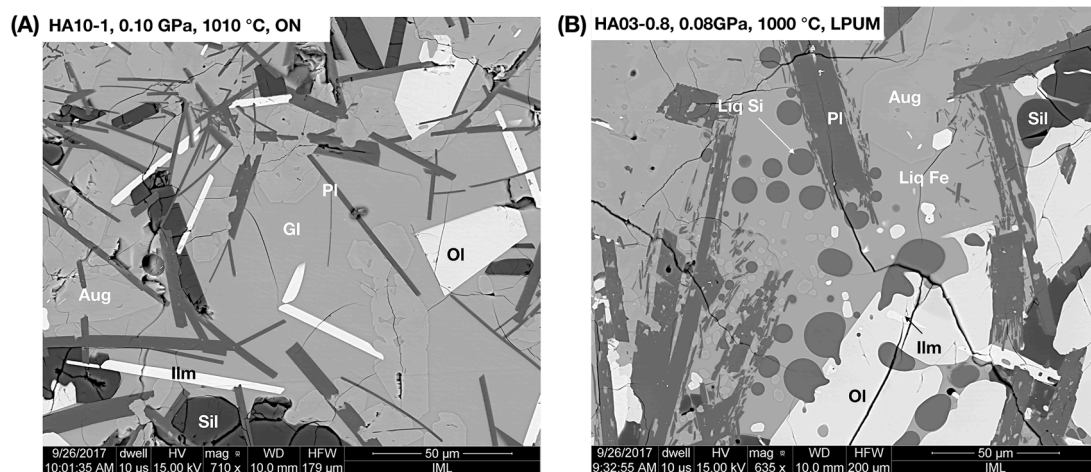 (A) HA10-1, 0.10 GPa, 1010 °C, ON
Pl
Gl
Ol
Aug
Ilm
Sil
9/26/2017 dwell HV mag WD HFW 50 µm
10:01:35 AM 10 µs 15.00 kV 710 x 10.0 mm 179 µm IML
(B) HA03-0.8, 0.08GPa, 1000 °C, LPUM
Liq Si
Pl
Aug
Sil
Liq Fe
Ilm
Ol
9/26/2017 dwell HV mag WD HFW 50 µm
9:32:55 AM 10 µs 15.00 kV 635 x 10.0 mm 200 µm IML